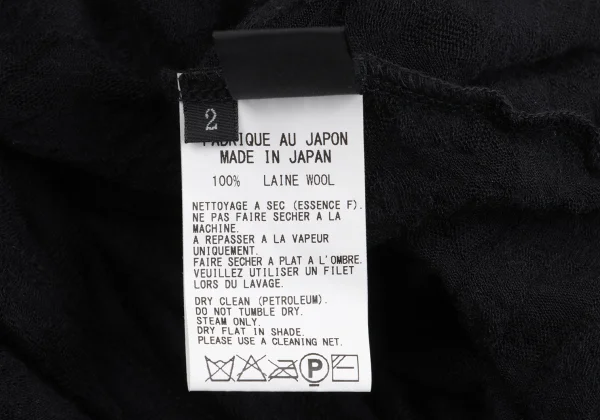 2
FABRIQUE AU JAPON
MADE IN JAPAN
100% LAINE WOOL
NETTOYAGE A SEC (ESSENCE F).
NE PAS FAIRE SECHER A LA
MACHINE.
A REPASSER A LA VAPEUR
UNIQUEMENT.
FAIRE SECHER A PLAT A L'OMBRE.
VEUILLEZ UTILISER UN FILET
LORS DU LAVAGE.
DRY CLEAN (PETROLEUM).
DO NOT TUMBLE DRY.
STEAM ONLY.
DRY FLAT IN SHADE.
PLEASE USE A CLEANING NET.
P